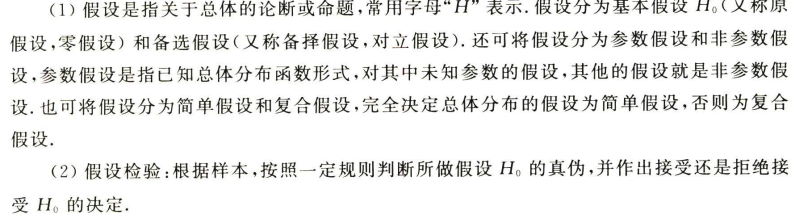 (1) 假设是指关于总体的论断或命题,常用字母“H”表示.假设分为基本假设 H₀(又称原
假设,零假设) 和备选假设(又称备择假设,对立假设). 还可将假设分为参数假设和非参数假
设,参数假设是指已知总体分布函数形式,对其中未知参数的假设,其他的假设就是非参数假
设.也可将假设分为简单假设和复合假设,完全决定总体分布的假设为简单假设,否则为复合
假设.
(2) 假设检验:根据样本,按照一定规则判断所做假设 H₀ 的真伪,并作出接受还是拒绝接
受 H₀ 的决定.